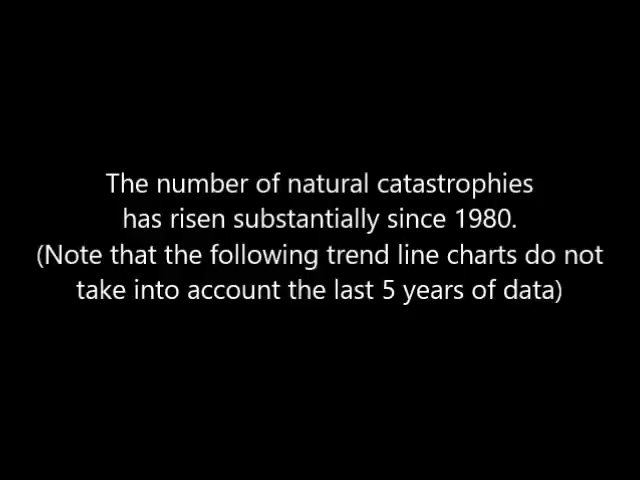 The number of natural catastrophies
has risen substantially since 1980.
(Note that the following trend line charts do not
take into account the last 5 years of data)